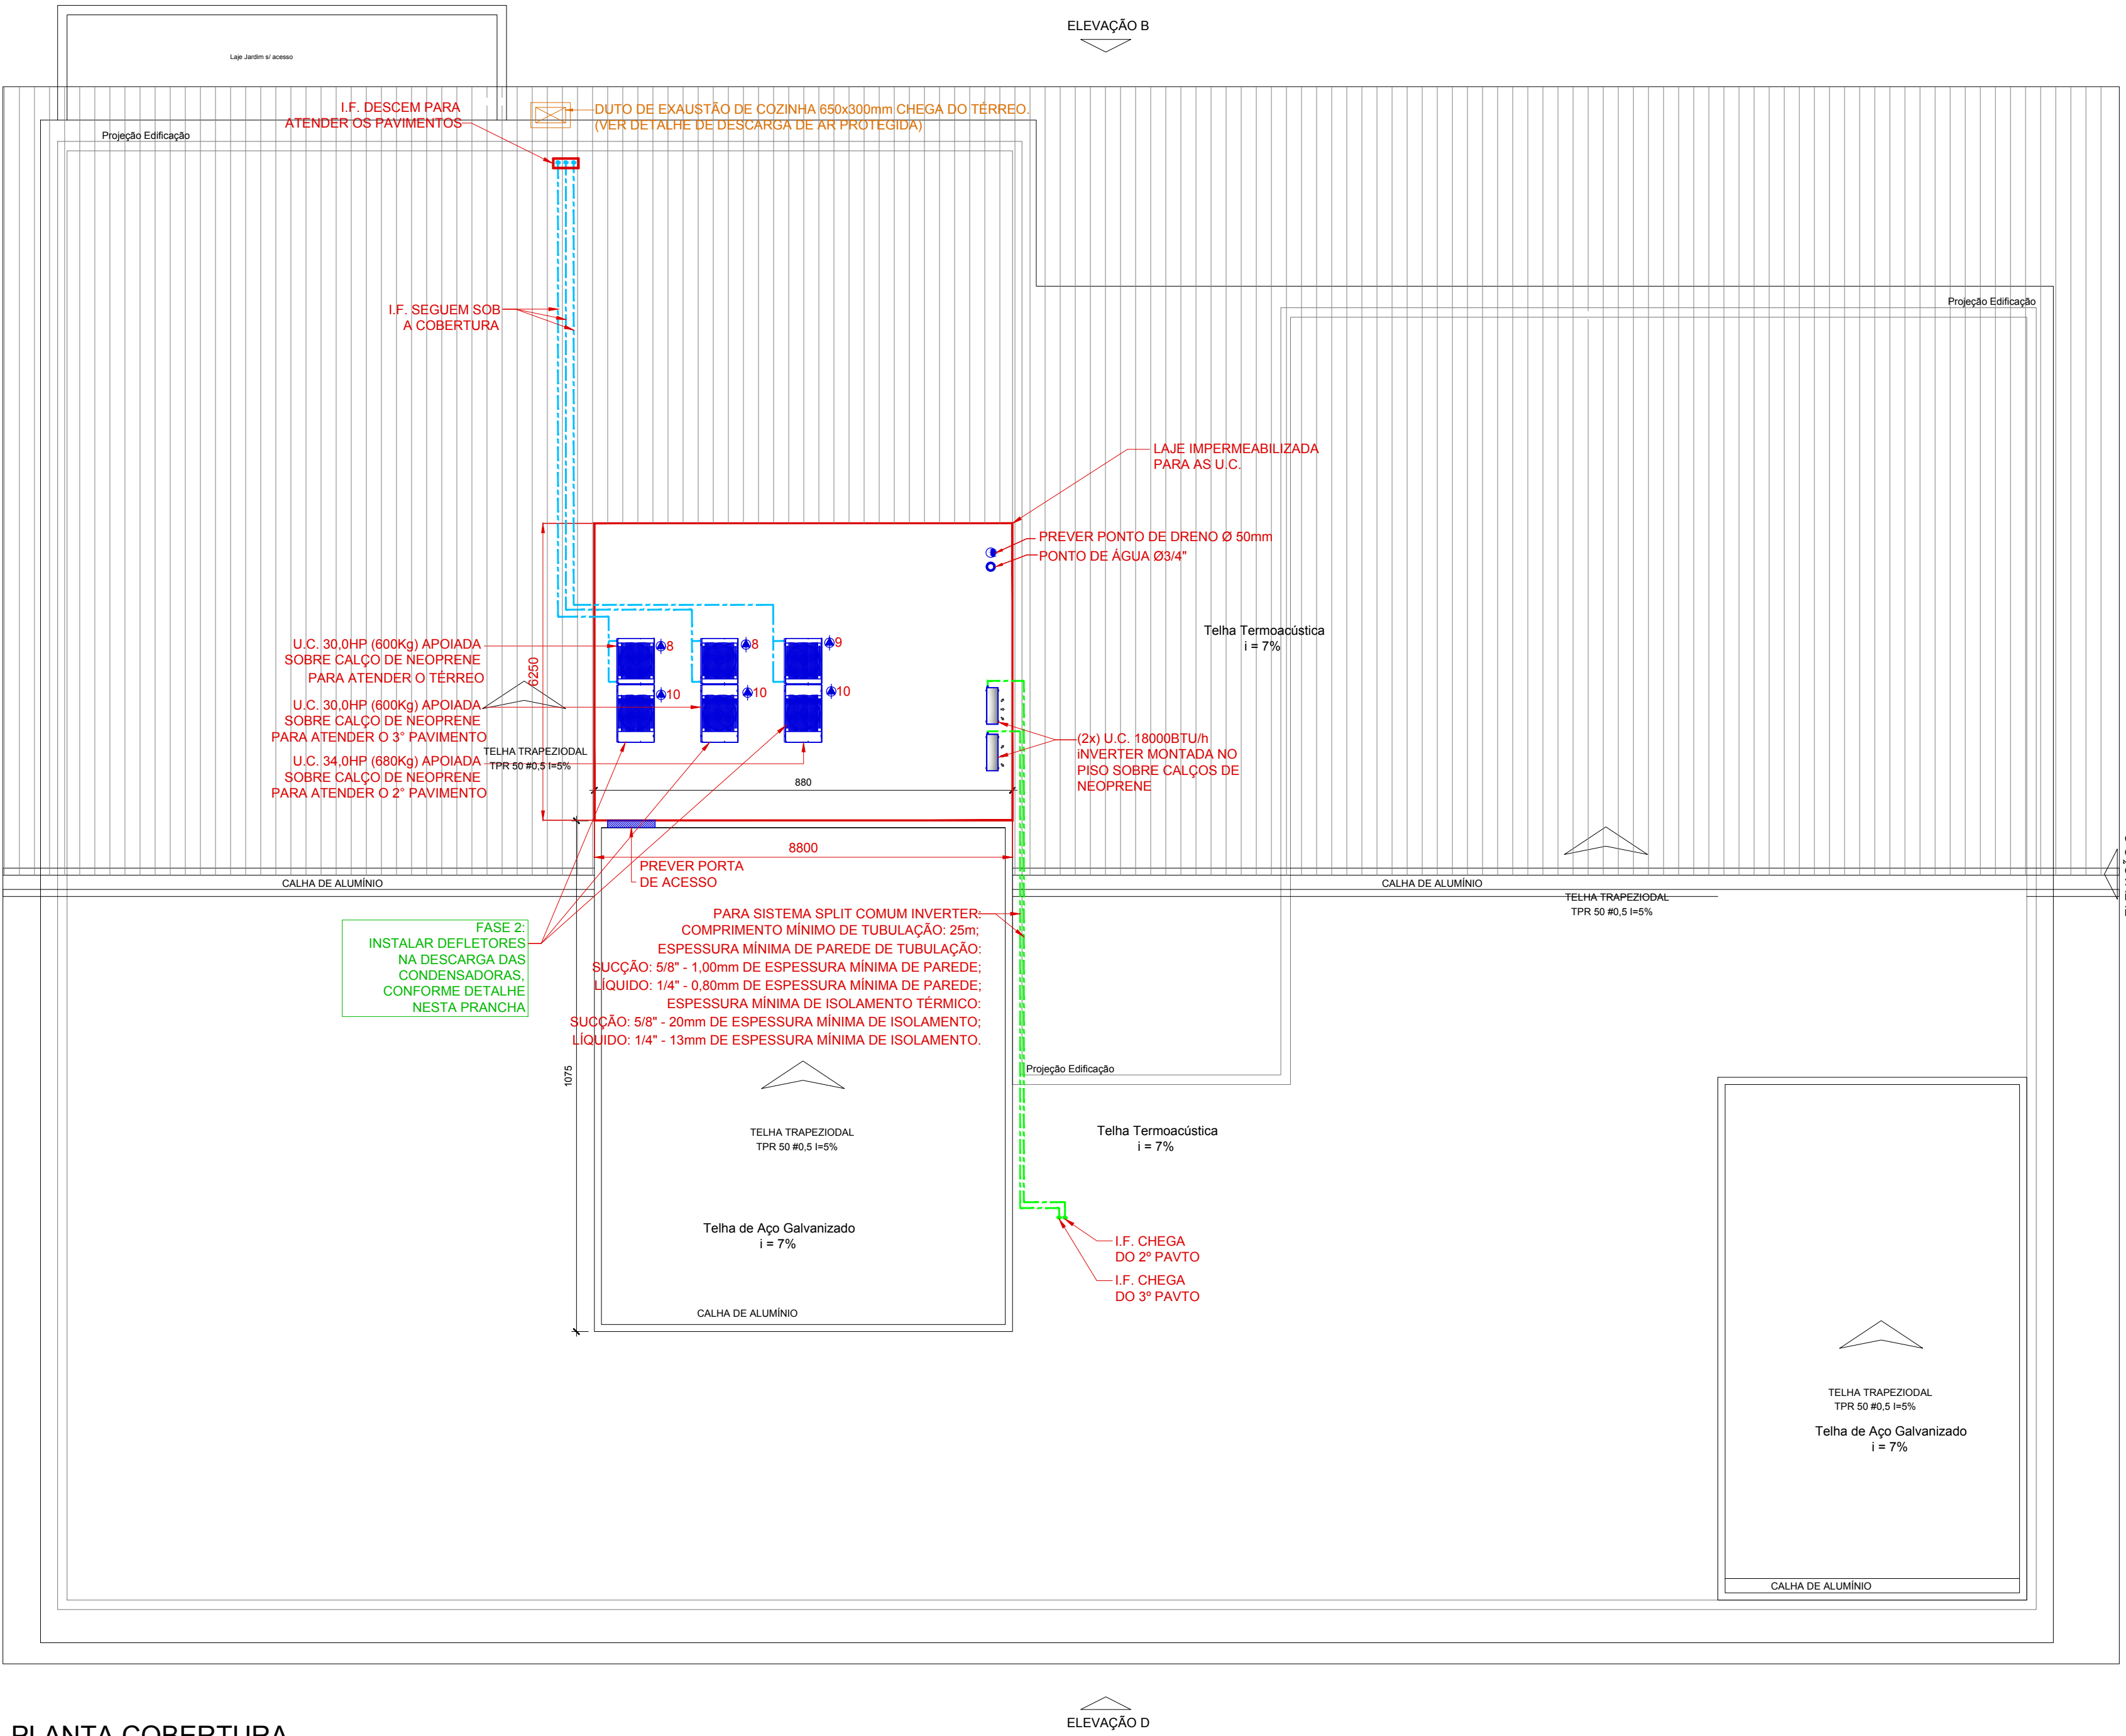 ELEVAÇÃO B
Laje Jardim s/ acesso
I.F. DESCEM PARA
ATENDER OS PAVIMENTOS
DUTO DE EXAUSTÃO DE COZINHA 650x300mm CHEGA DO TÉRREO.
(VER DETALHE DE DESCARGA DE AR PROTEGIDA)
Projeção Edificação
Projeção Edificação
I.F. SEGUEM SOB
A COBERTURA
LAJE IMPERMEABILIZADA
PARA AS U.C.
PREVER PONTO DE DRENO Ø 50mm
PONTO DE ÁGUA Ø3/4"
Telha Termoacústica
i = 7%
U.C. 30,0HP (600Kg) APOIADA
SOBRE CALÇO DE NEOPRENE
PARA ATENDER O TÉRREO
U.C. 30,0HP (600Kg) APOIADA
SOBRE CALÇO DE NEOPRENE
PARA ATENDER O 3° PAVIMENTO
U.C. 34,0HP (680Kg) APOIADA
SOBRE CALÇO DE NEOPRENE
PARA ATENDER O 2° PAVIMENTO
6250
8
8
9
10
10
10
TELHA TRAPEZIODAL
TPR 50 #0,5 I=5%
(2x) U.C. 18000BTU/h
iNVERTER MONTADA NO
PISO SOBRE CALÇOS DE
NEOPRENE
880
8800
PREVER PORTA
DE ACESSO
CALHA DE ALUMÍNIO
CALHA DE ALUMÍNIO
TELHA TRAPEZIODAL
TPR 50 #0,5 I=5%
FASE 2:
INSTALAR DEFLETORES
NA DESCARGA DAS
CONDENSADORAS,
CONFORME DETALHE
NESTA PRANCHA
PARA SISTEMA SPLIT COMUM INVERTER:
COMPRIMENTO MÍNIMO DE TUBULAÇÃO: 25m;
ESPESSURA MÍNIMA DE PAREDE DE TUBULAÇÃO:
SUCÇÃO: 5/8" - 1,00mm DE ESPESSURA MÍNIMA DE PAREDE;
LÍQUIDO: 1/4" - 0,80mm DE ESPESSURA MÍNIMA DE PAREDE;
ESPESSURA MÍNIMA DE ISOLAMENTO TÉRMICO:
SUCÇÃO: 5/8" - 20mm DE ESPESSURA MÍNIMA DE ISOLAMENTO;
LÍQUIDO: 1/4" - 13mm DE ESPESSURA MÍNIMA DE ISOLAMENTO.
1075
Projeção Edificação
TELHA TRAPEZIODAL
TPR 50 #0,5 I=5%
Telha Termoacústica
i = 7%
Telha de Aço Galvanizado
i = 7%
I.F. CHEGA
DO 2º PAVTO
I.F. CHEGA
DO 3º PAVTO
CALHA DE ALUMÍNIO
TELHA TRAPEZIODAL
TPR 50 #0,5 I=5%
Telha de Aço Galvanizado
i = 7%
CALHA DE ALUMÍNIO
ELEVAÇÃO D
PLANTA COBERTURA